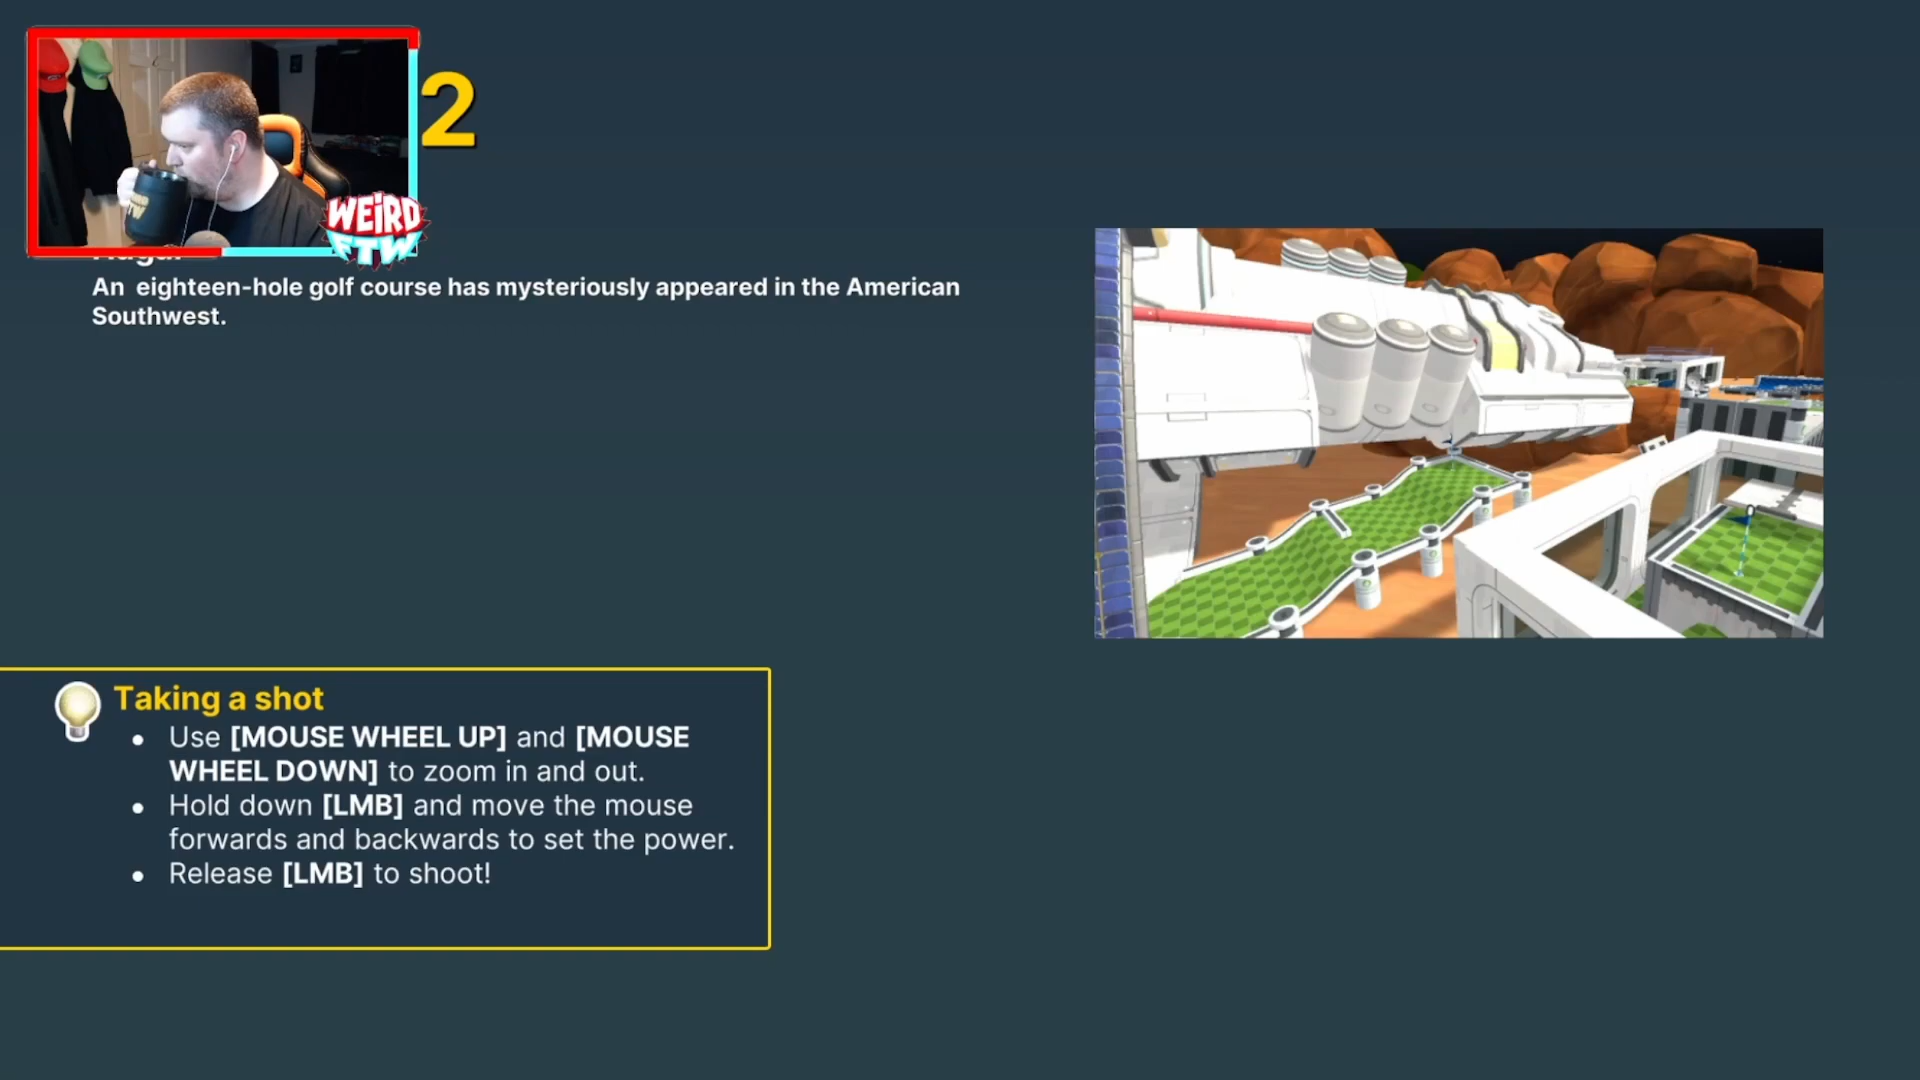 2
WEIRD
FTW
An eighteen-hole golf course has mysteriously appeared in the American
Southwest.
Taking a shot
• Use [MOUSE WHEEL UP] and [MOUSE
WHEEL DOWN] to zoom in and out.
• Hold down [LMB] and move the mouse
forwards and backwards to set the power.
• Release [LMB] to shoot!